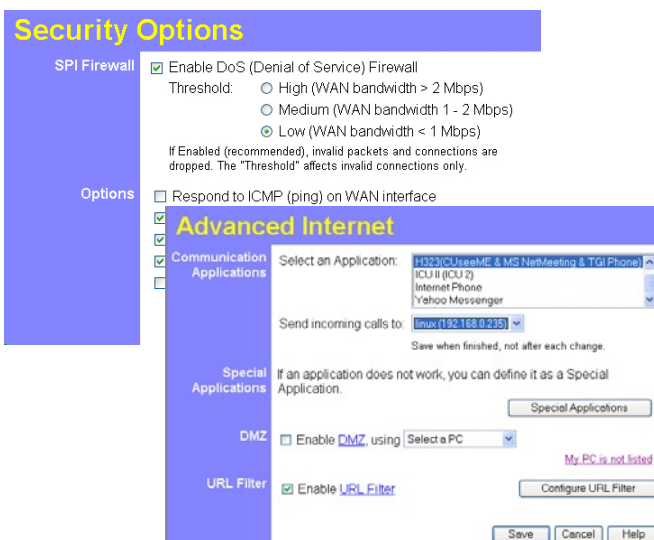 Security Options
SPI Firewall
Enable DoS (Denial of Service) Firewall
Threshold: High (WAN bandwidth > 2 Mbps)
Medium (WAN bandwidth 1 - 2 Mbps)
Low (WAN bandwidth < 1 Mbps)
If Enabled (recommended), invalid packets and connections are
dropped. The "Threshold" affects invalid connections only.
Options
Respond to ICMP (ping) on WAN interface
Advanced Internet
Communication
Applications
Select an Application:
H323(CUseeME & MS NetMeeting & TGI Phone)
ICU II (ICU 2)
Internet Phone
Yahoo Messenger
Send incoming calls to: linux (192.168.0.235)
Save when finished, not after each change.
Special
Applications
If an application does not work, you can define it as a Special
Application.
Special Applications
DMZ
Enable DMZ, using Select a PC
My PC is not listed
URL Filter
Enable URL Filter
Configure URL Filter
Save Cancel Help